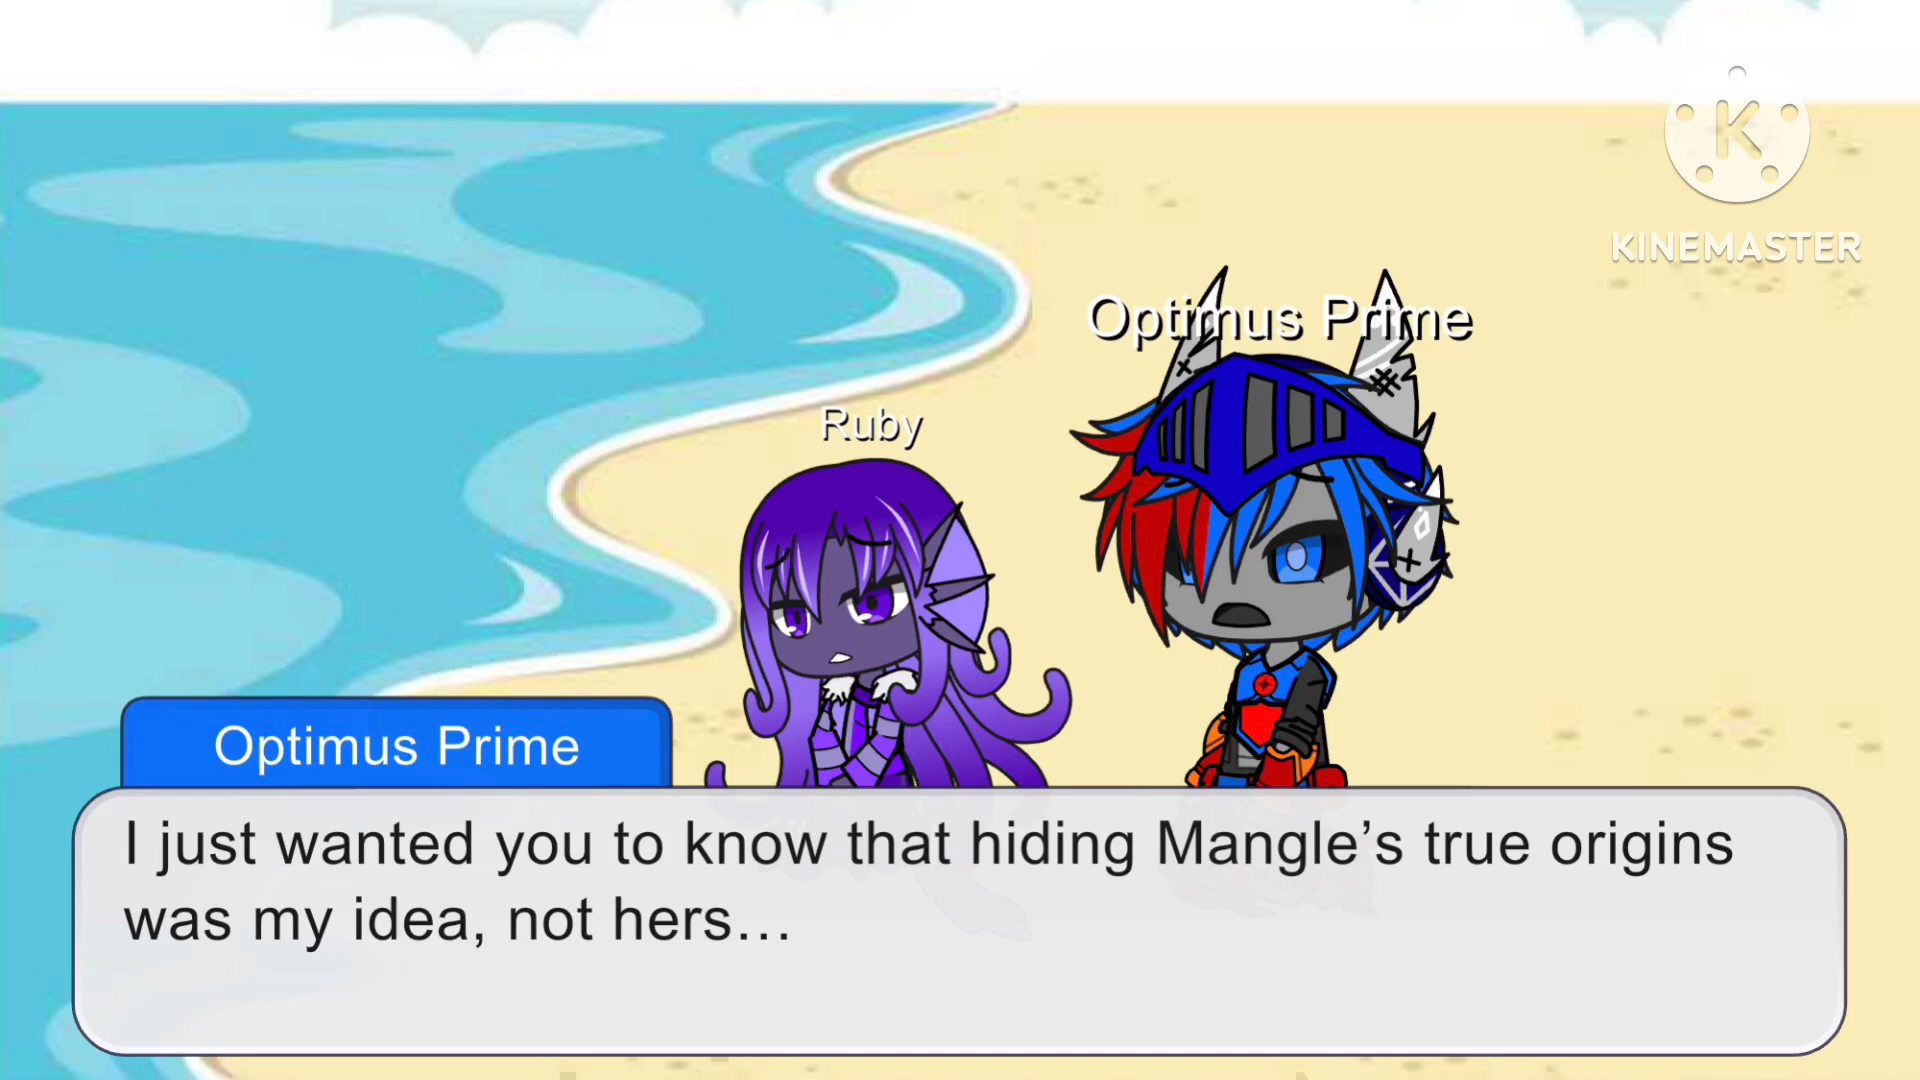 K
KINEMASTER
Optimus Prime
Ruby
Optimus Prime
I just wanted you to know that hiding Mangle’s true origins
was my idea, not hers…